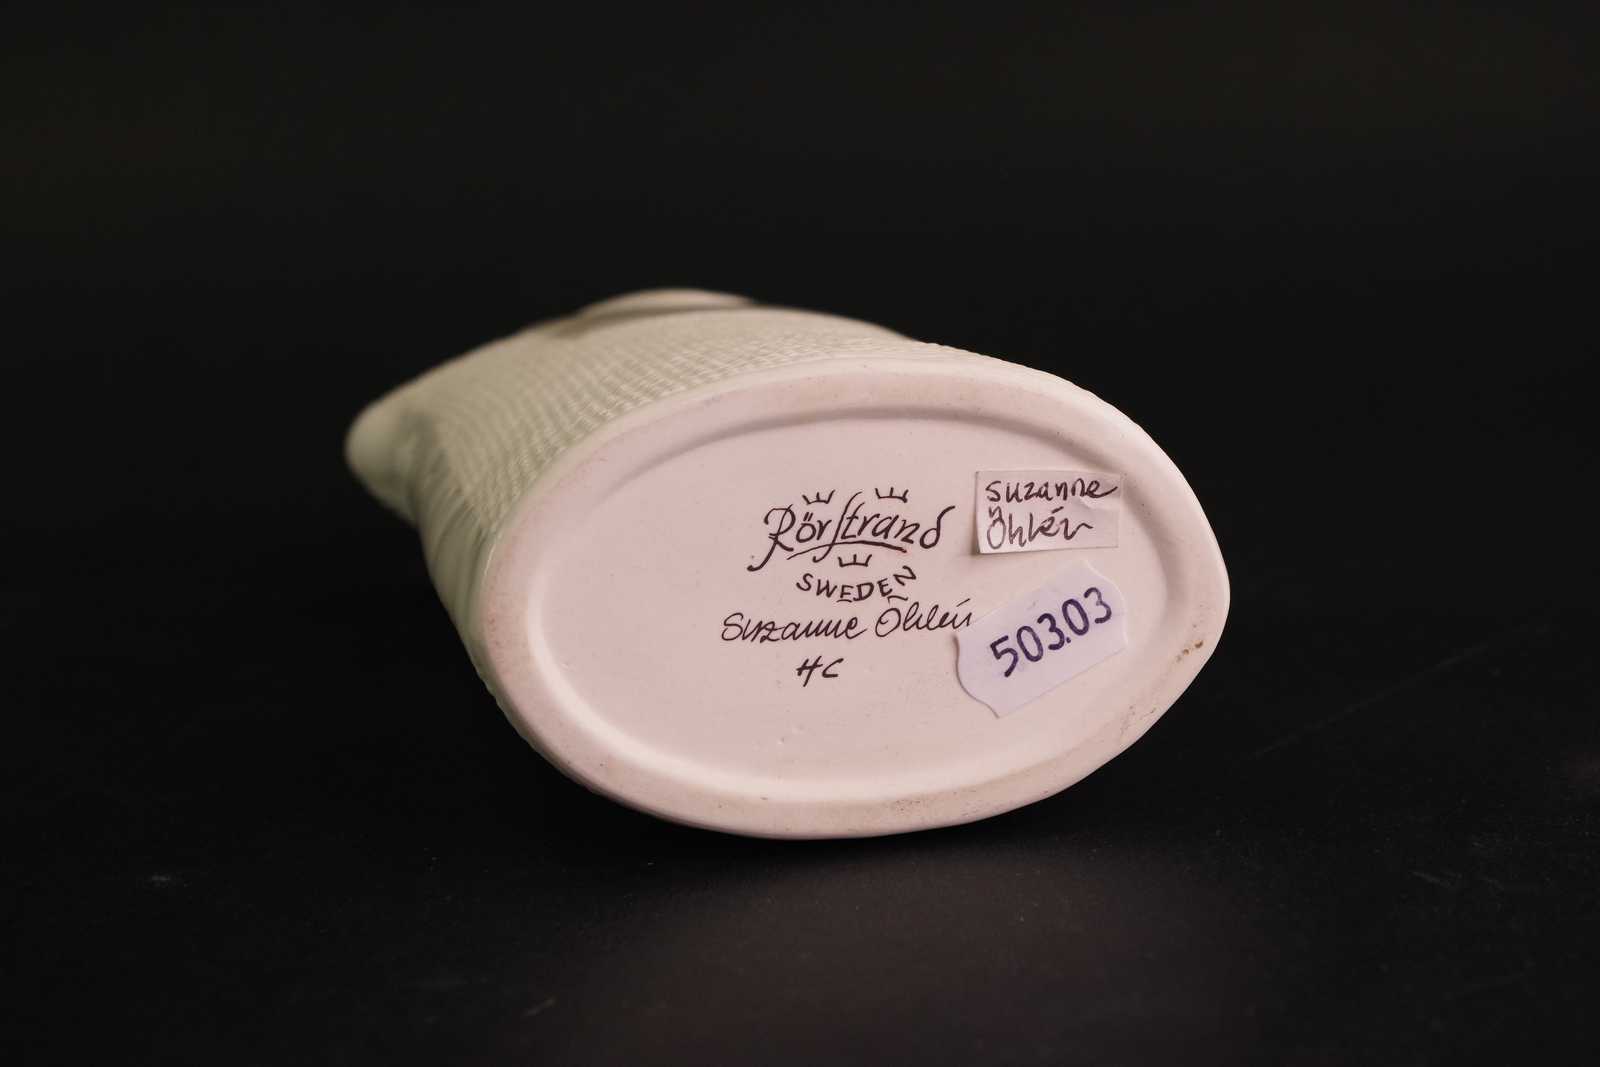 Rörstrand
SWEDEN
Suzanne Öhlén
HC
Suzanne
Öhlén
503.03